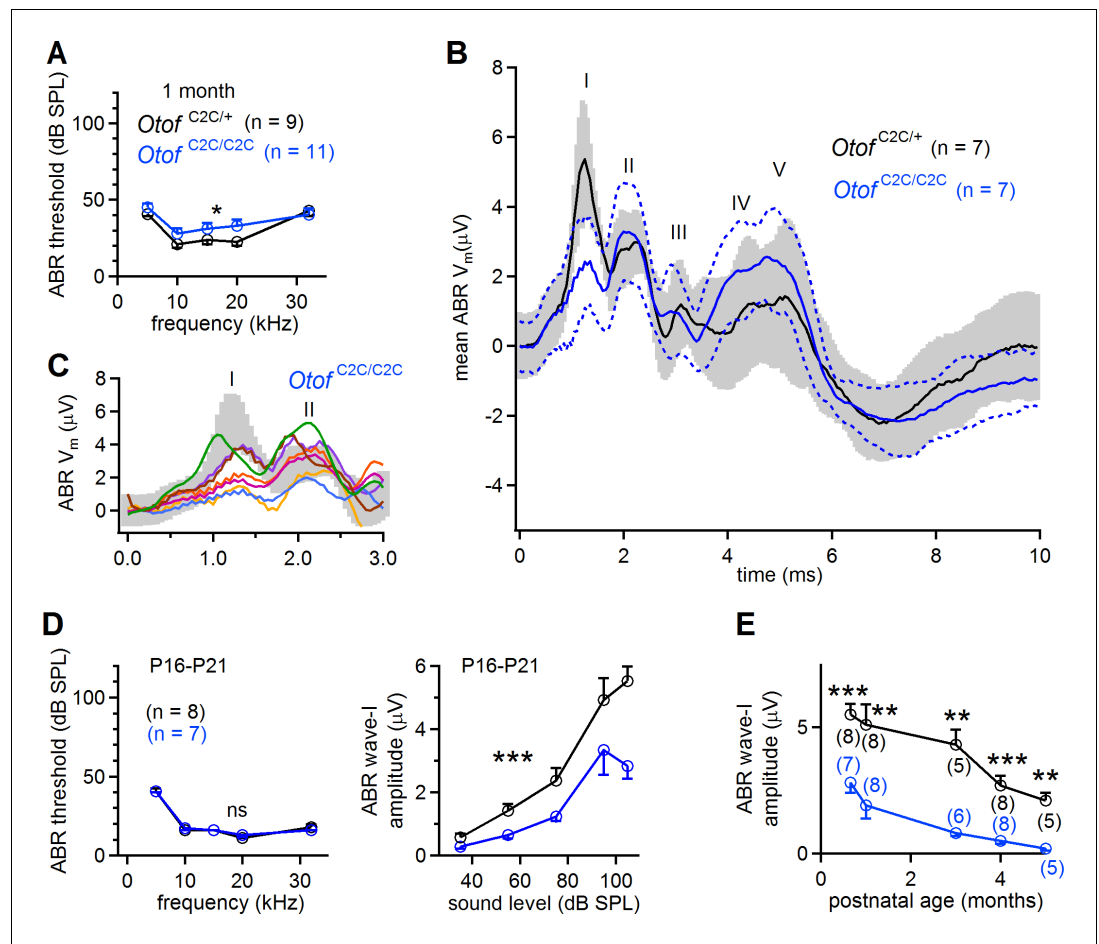 A
1 month
Otof C2C/+ (n = 9)
Otof C2C/C2C (n = 11)
*
ABR threshold (dB SPL)
100
50
0
0 10 20 30
frequency (kHz)
B
I
II
III
IV
V
Otof C2C/+ (n = 7)
Otof C2C/C2C (n = 7)
mean ABR Vm(μV)
8
6
4
2
0
-2
-4
0 2 4 6 8 10
time (ms)
C
Otof C2C/C2C
I
II
ABR Vm (μV)
8
6
4
2
0
0.0 1.0 2.0 3.0
D
P16-P21
(n = 8)
(n = 7)
ns
ABR threshold (dB SPL)
100
50
0
0 10 20 30
frequency (kHz)
P16-P21
***
ABR wave-I
amplitude (μV)
6
4
2
0
40 60 80 100
sound level (dB SPL)
E
*** ** ** *** **
(8) (8) (5) (8) (5)
(7) (8) (6) (8) (5)
ABR wave-I
amplitude (μV)
5
0
0 2 4
postnatal age (months)